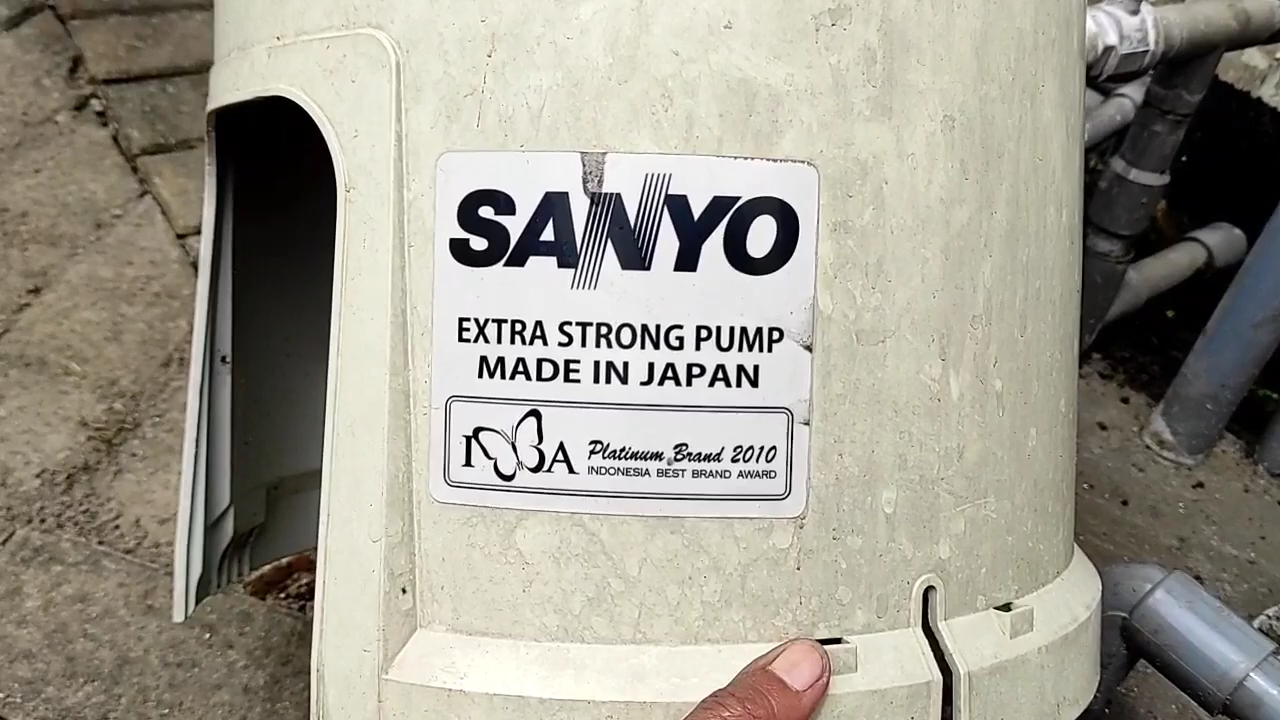 SANYO
EXTRA STRONG PUMP
MADE IN JAPAN
IBBA Platinum Brand 2010
INDONESIA BEST BRAND AWARD